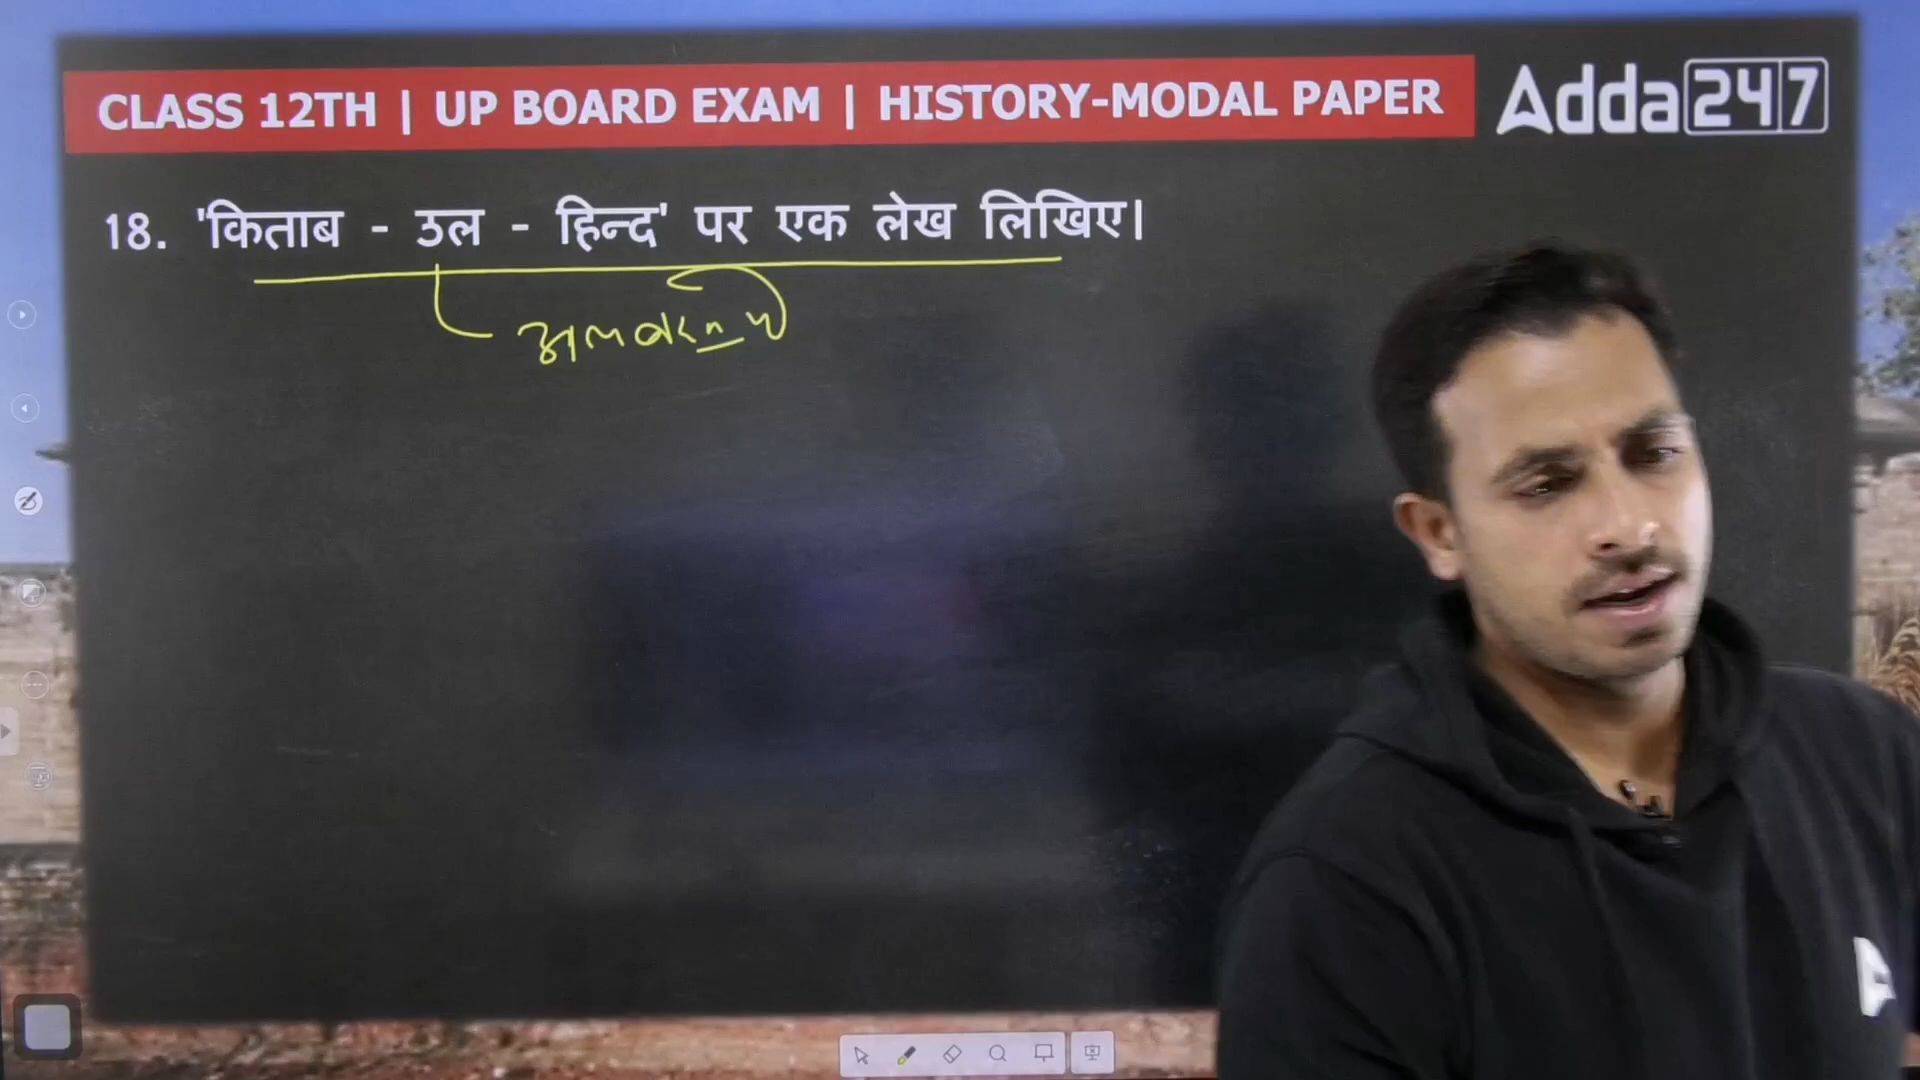 CLASS 12TH | UP BOARD EXAM | HISTORY-MODAL PAPER
Adda247
18. 'किताब - उल - हिन्द' पर एक लेख लिखिए।
अलबरूनी